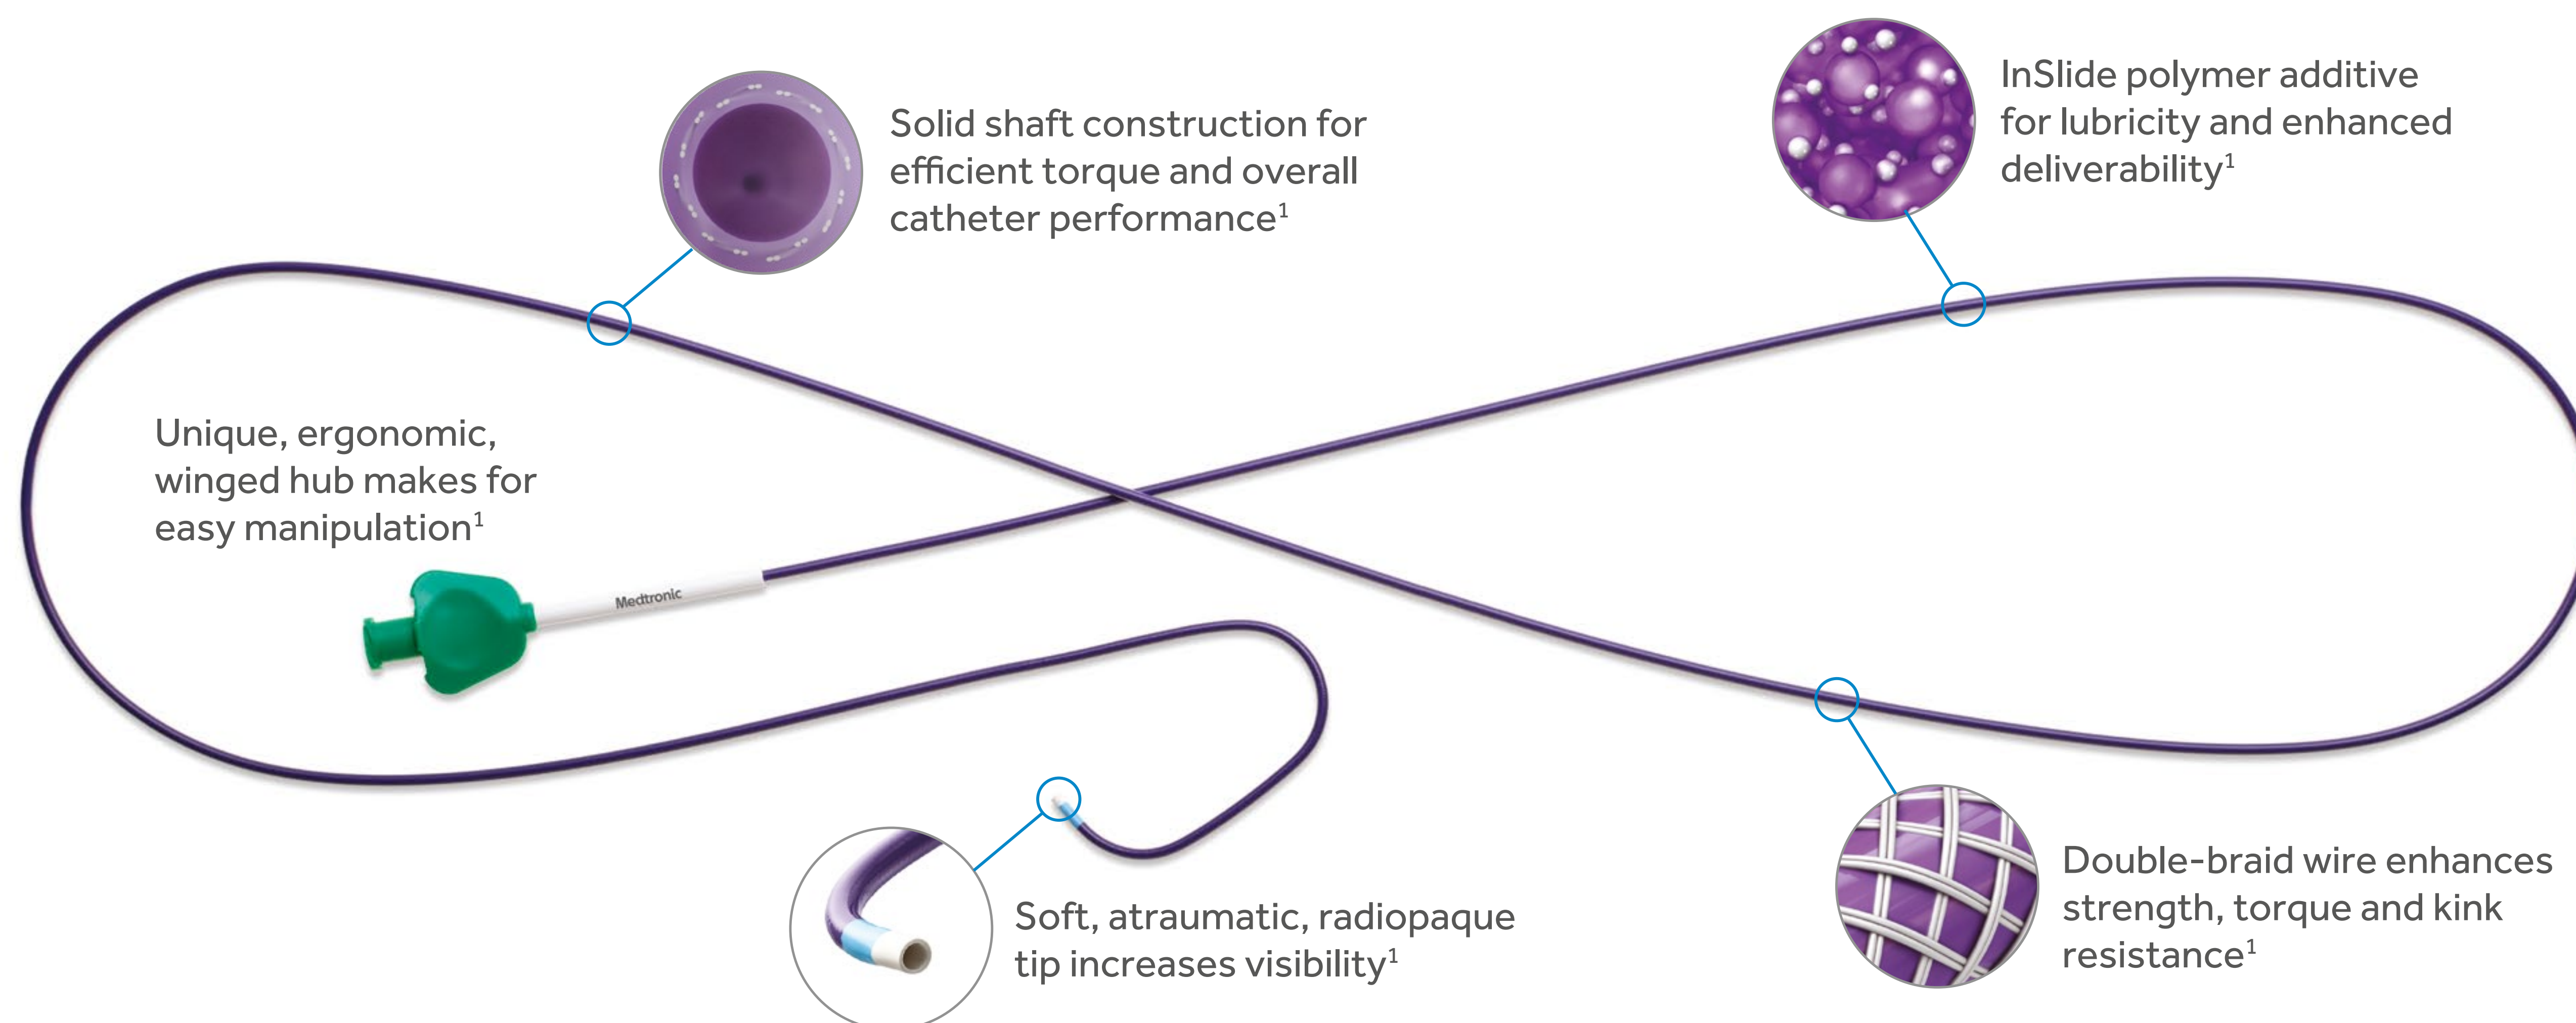 Solid shaft construction for
efficient torque and overall
catheter performance¹
InSlide polymer additive
for lubricity and enhanced
deliverability¹
Unique, ergonomic,
winged hub makes for
easy manipulation¹
Medtronic
Soft, atraumatic, radiopaque
tip increases visibility¹
Double-braid wire enhances
strength, torque and kink
resistance¹